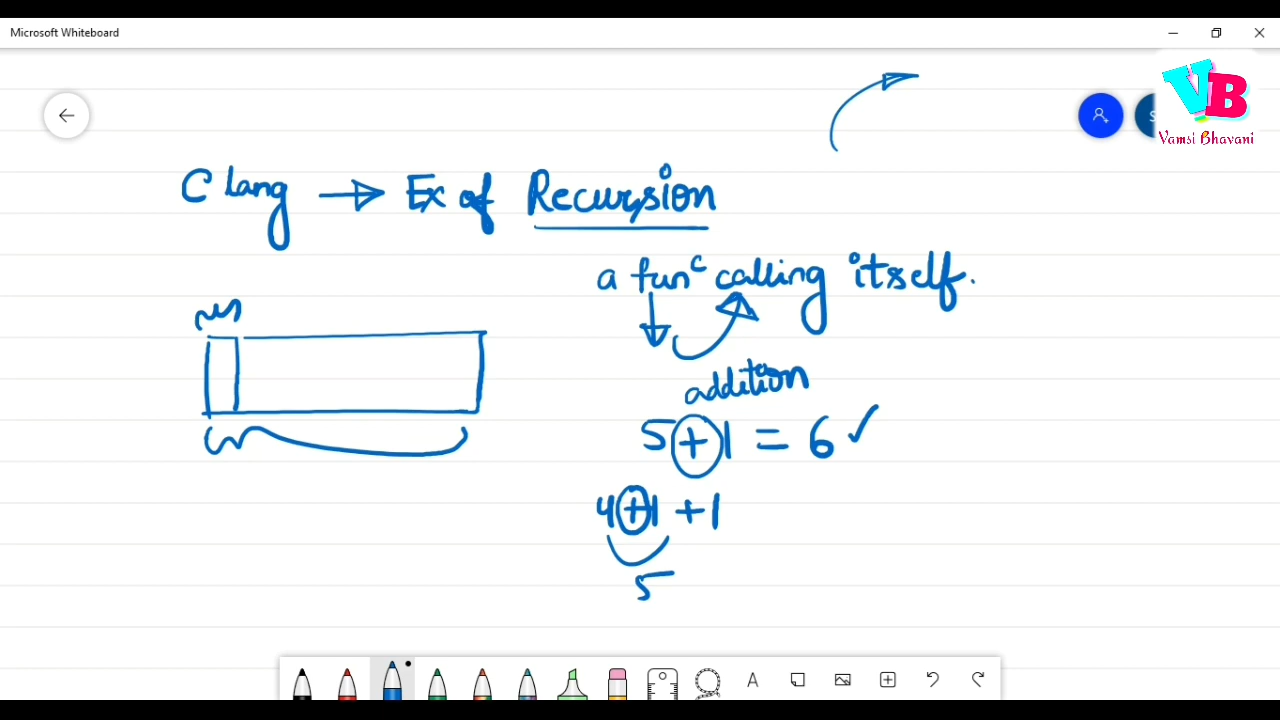 Microsoft Whiteboard
VB
Vamsi Bhavani
C lang → Ex of Recursion
a funᶜ calling itself.
addition
5 + 1 = 6 ✓
4 + 1 + 1
5